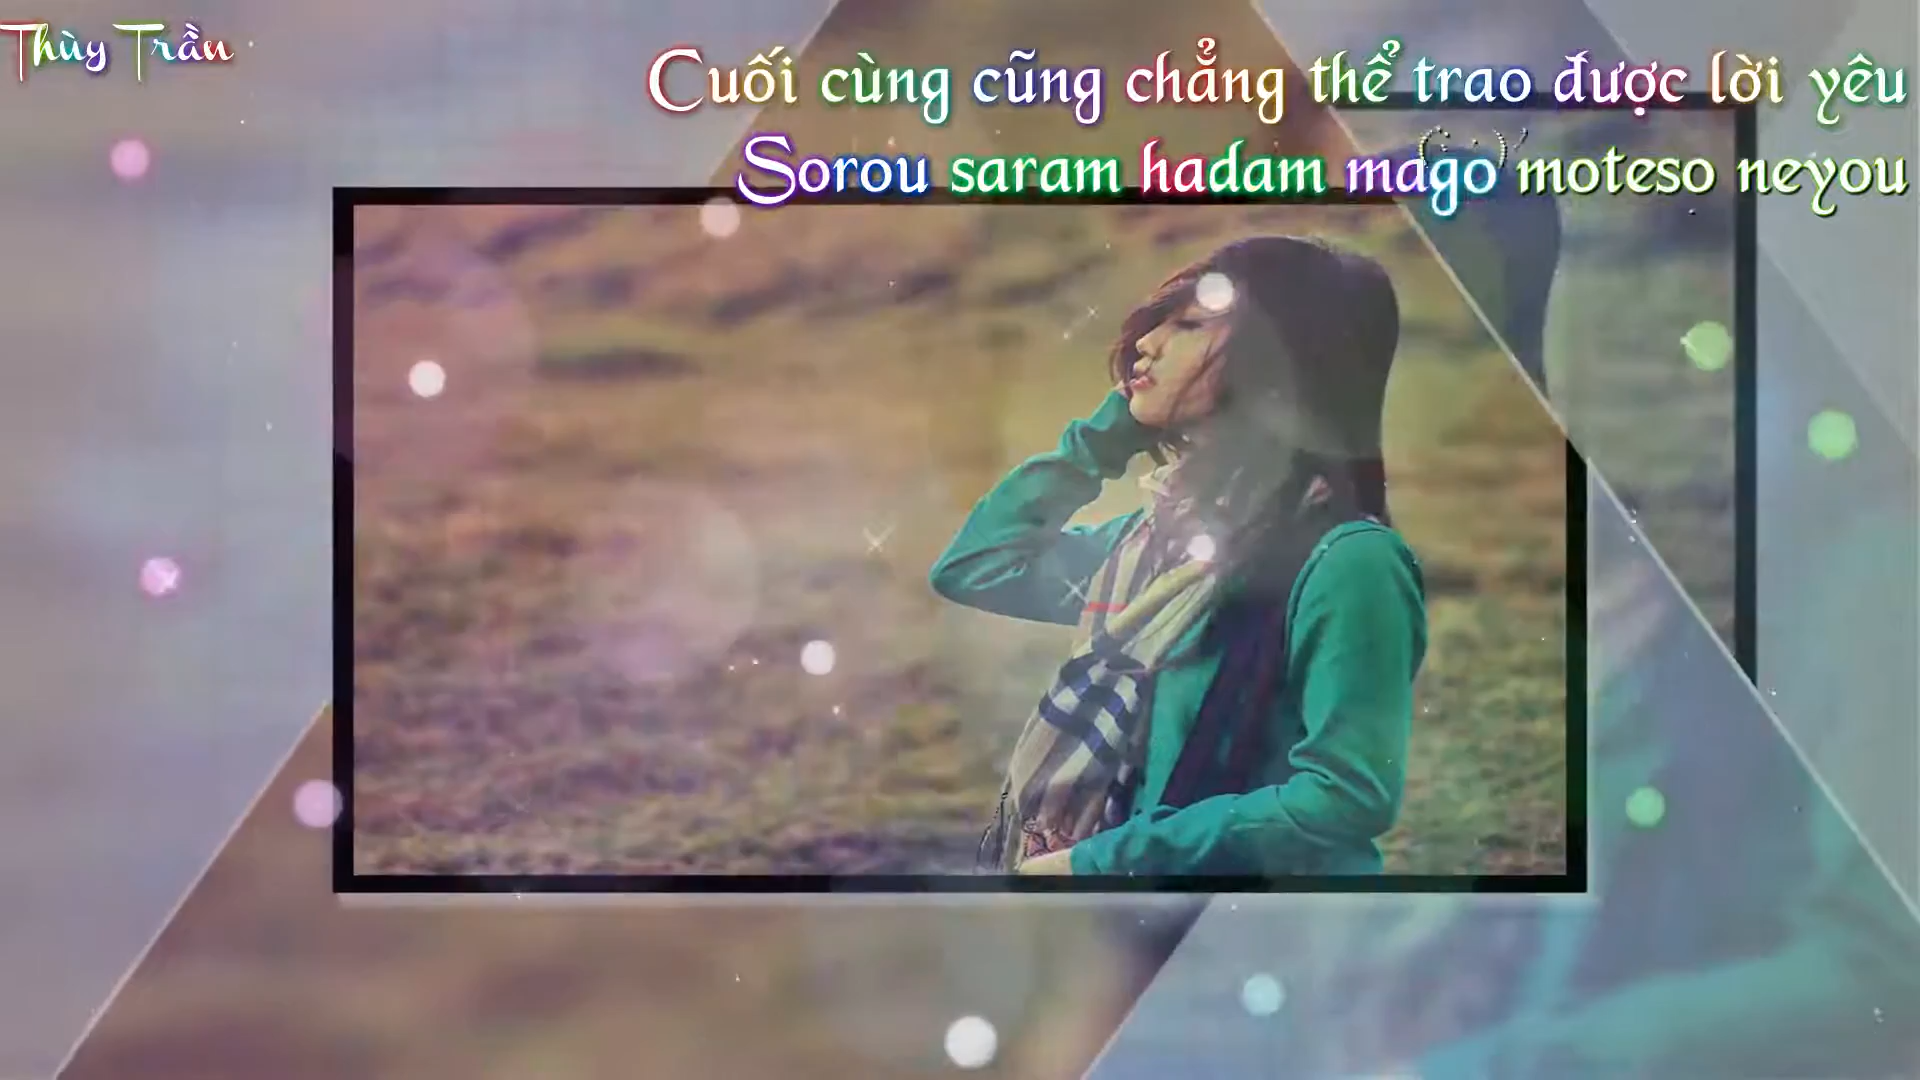 Thùy Trần
Cuối cùng cũng chẳng thể trao được lời yêu
Sorou saram hadam mago moteso neyou